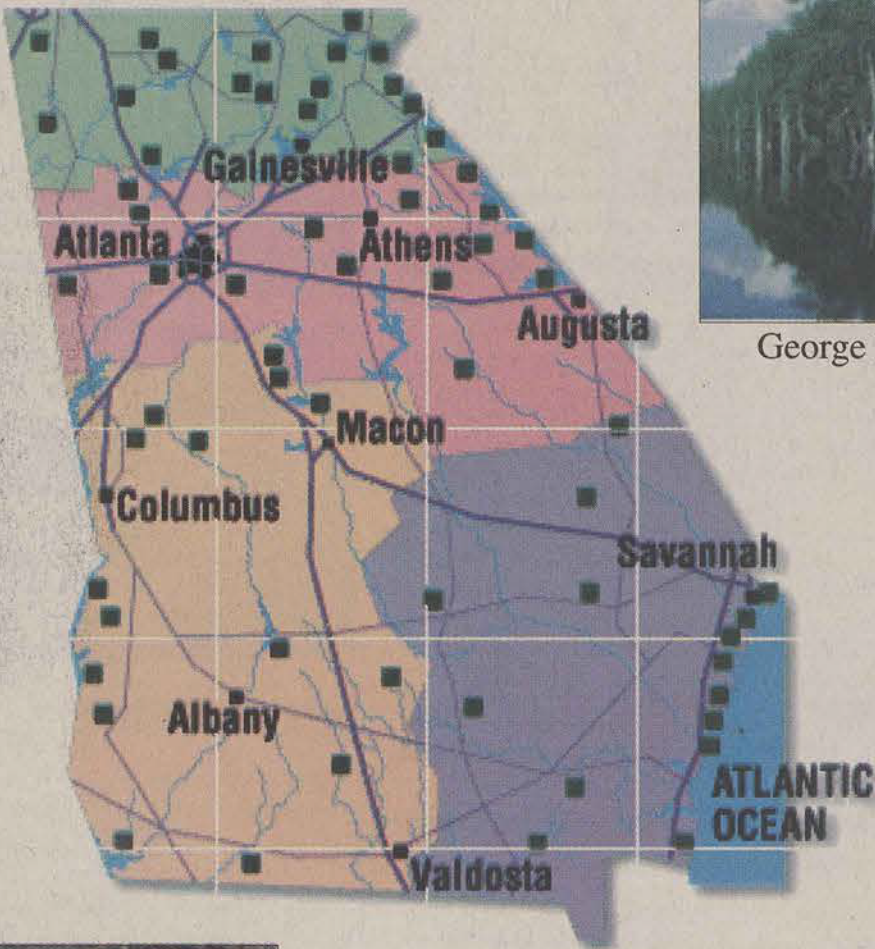 Gainesville
Atlanta
Athens
Augusta
George
Macon
Columbus
Savannah
Albany
ATLANTIC
OCEAN
Valdosta